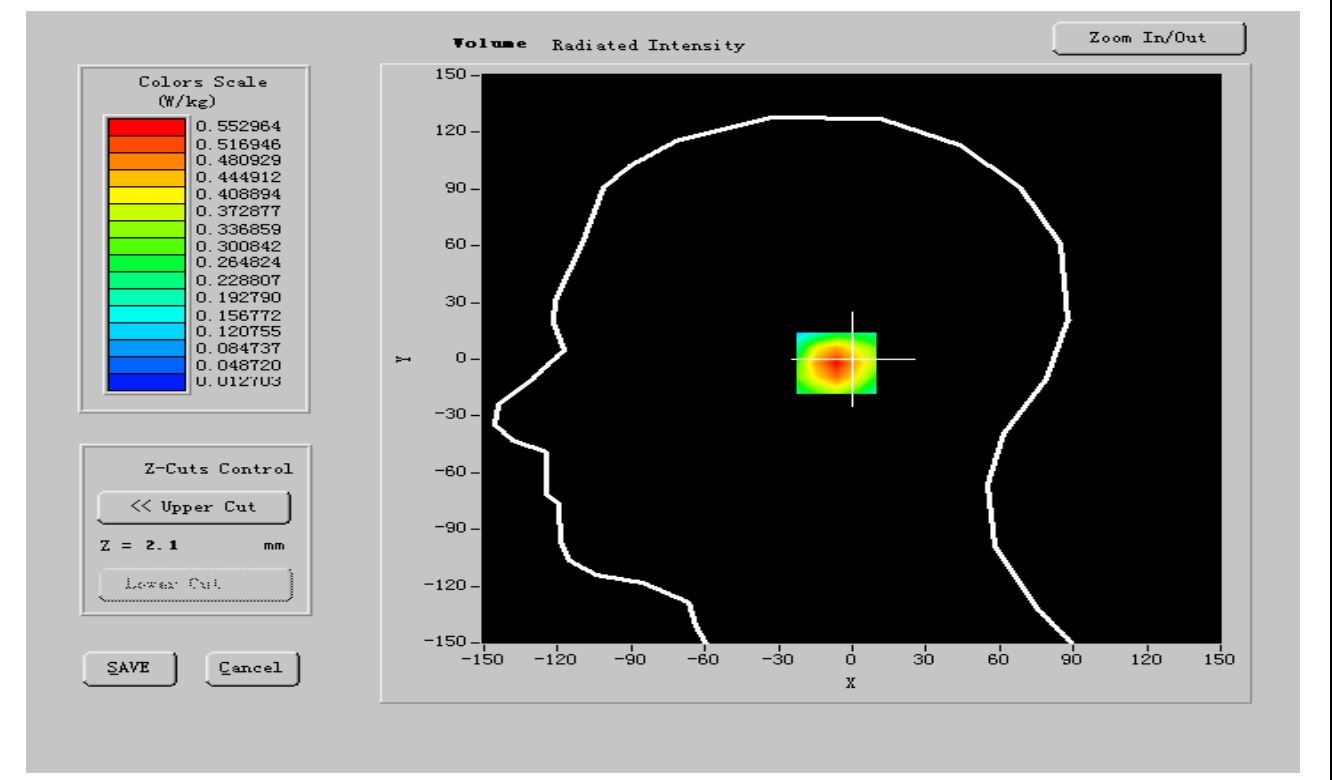 Volume Radiated Intensity
Zoom In/Out
Colors Scale
(W/kg)
0.552964
0.516946
0.480929
0.444912
0.408894
0.372877
0.336859
0.300842
0.264824
0.228807
0.192790
0.156772
0.120755
0.084737
0.048720
0.012703
Z-Cuts Control
<< Upper Cut
Z = 2.1 mm
Lower Cut
SAVE
Cancel
150
120
90
60
30
0
-30
-60
-90
-120
-150
Y
-150 -120 -90 -60 -30 0 30 60 90 120 150
X